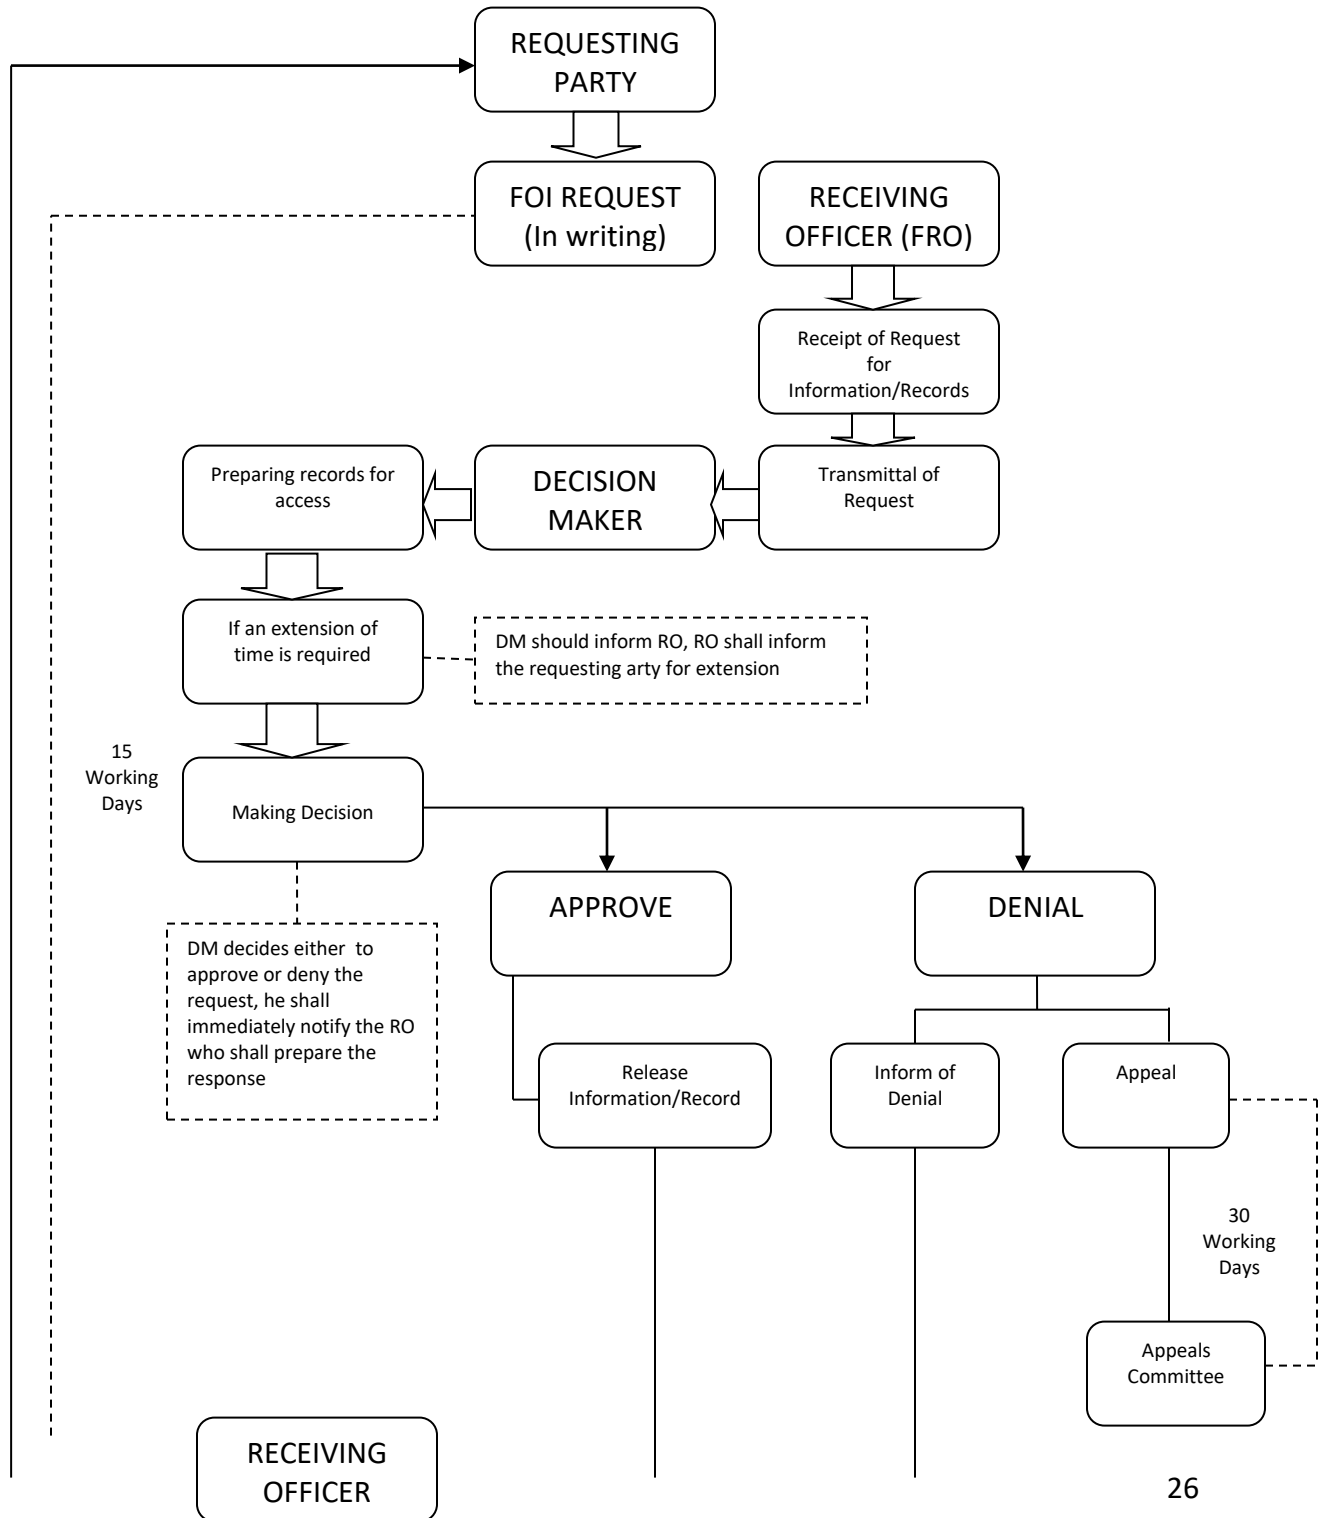 REQUESTING
PARTY
FOI REQUEST
(In writing)
RECEIVING
OFFICER (FRO)
Receipt of Request
for
Information/Records
Preparing records for
access
DECISION
MAKER
Transmittal of
Request
If an extension of
time is required
DM should inform RO, RO shall inform
the requesting arty for extension
15
Working
Days
Making Decision
APPROVE
DENIAL
DM decides either to
approve or deny the
request, he shall
immediately notify the RO
who shall prepare the
response
Release
Information/Record
Inform of
Denial
Appeal
30
Working
Days
Appeals
Committee
RECEIVING
OFFICER
26